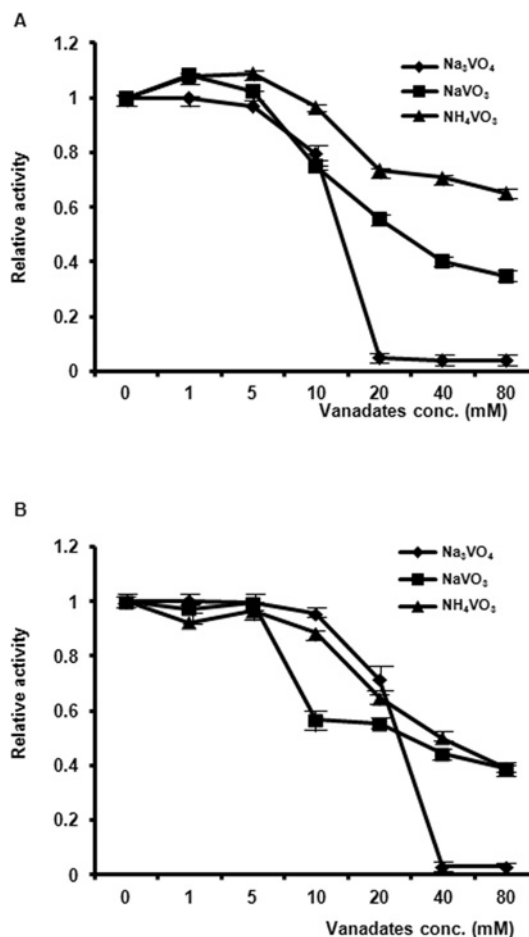 A
1.2
1
0.8
0.6
0.4
0.2
0
Relative activity
Na₃VO₄
NaVO₃
NH₄VO₃
0 1 5 10 20 40 80
Vanadates conc. (mM)
B
1.2
1
0.8
0.6
0.4
0.2
0
Relative activity
Na₃VO₄
NaVO₃
NH₄VO₃
0 1 5 10 20 40 80
Vanadates conc. (mM)